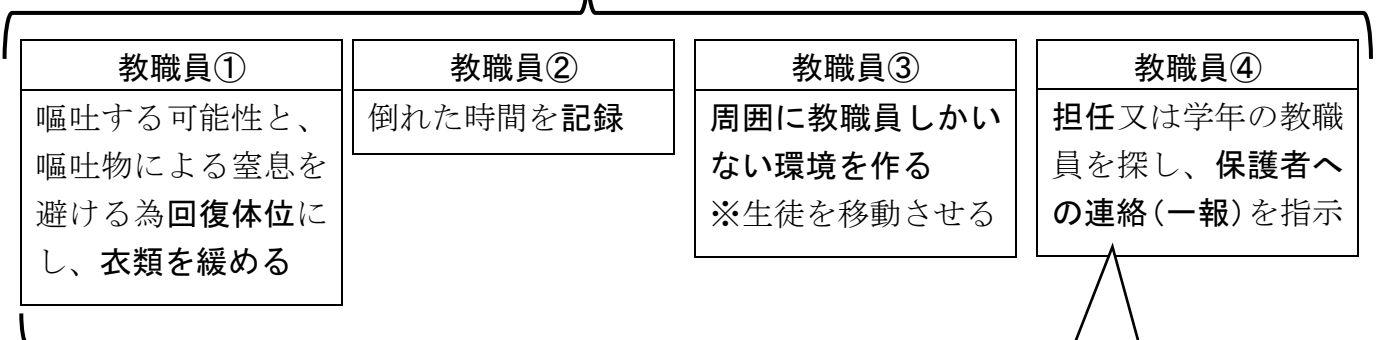 教職員①
嘔吐する可能性と、
嘔吐物による窒息を
避ける為回復体位に
し、衣類を緩める
教職員②
倒れた時間を記録
教職員③
周囲に教職員しかい
ない環境を作る
※生徒を移動させる
教職員④
担任又は学年の教職
員を探し、保護者へ
の連絡(一報)を指示